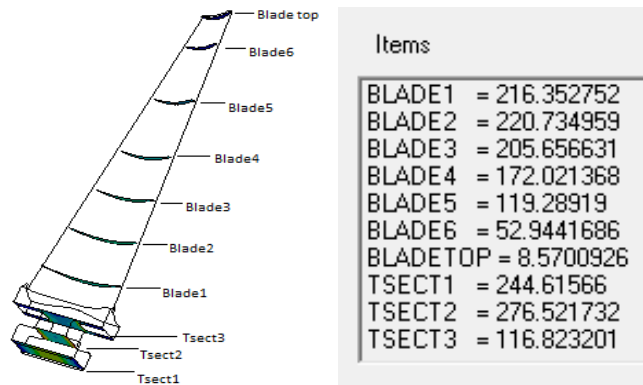 Blade top
Blade6
Blade5
Blade4
Blade3
Blade2
Blade1
Tsect3
Tsect2
Tsect1
Items
BLADE1 = 216.352752
BLADE2 = 220.734959
BLADE3 = 205.656631
BLADE4 = 172.021368
BLADE5 = 119.28919
BLADE6 = 52.9441686
BLADETOP = 8.5700926
TSECT1 = 244.61566
TSECT2 = 276.521732
TSECT3 = 116.823201